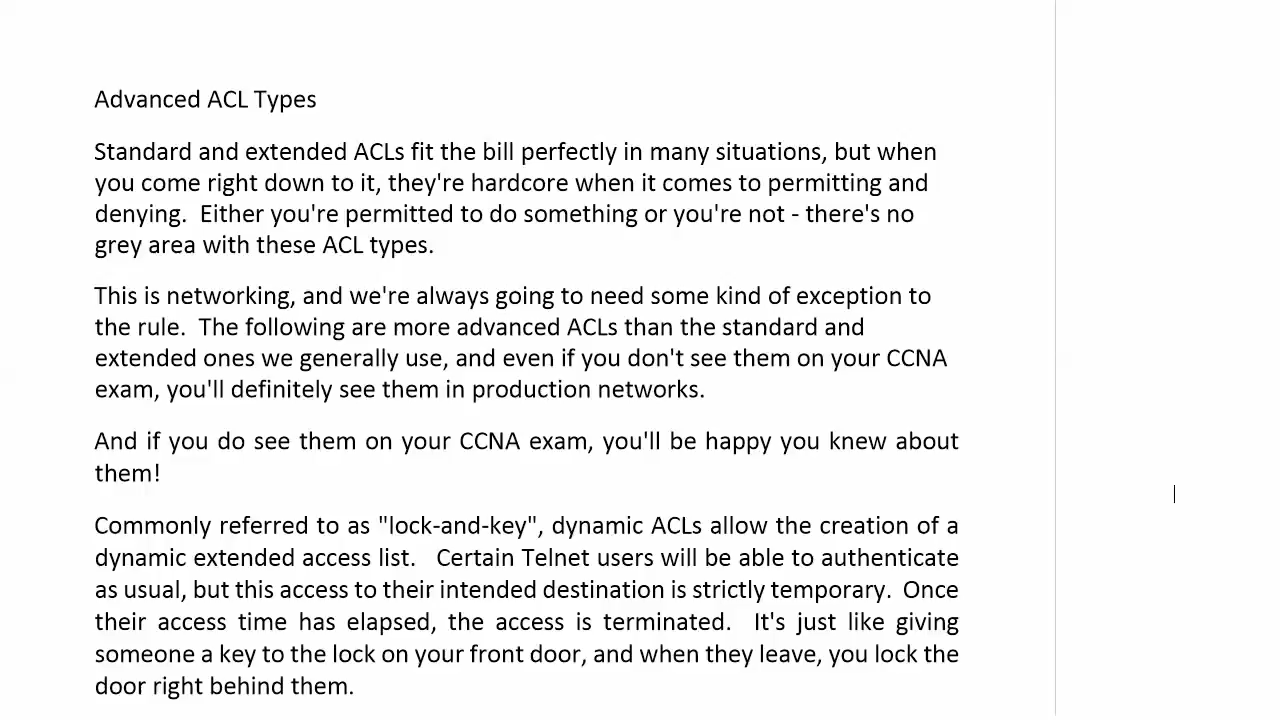 Advanced ACL Types
Standard and extended ACLs fit the bill perfectly in many situations, but when
you come right down to it, they're hardcore when it comes to permitting and
denying.  Either you're permitted to do something or you're not - there's no
grey area with these ACL types.
This is networking, and we're always going to need some kind of exception to
the rule.  The following are more advanced ACLs than the standard and
extended ones we generally use, and even if you don't see them on your CCNA
exam, you'll definitely see them in production networks.
And if you do see them on your CCNA exam, you'll be happy you knew about
them!
Commonly referred to as "lock-and-key", dynamic ACLs allow the creation of a
dynamic extended access list.   Certain Telnet users will be able to authenticate
as usual, but this access to their intended destination is strictly temporary.  Once
their access time has elapsed, the access is terminated.  It's just like giving
someone a key to the lock on your front door, and when they leave, you lock the
door right behind them.